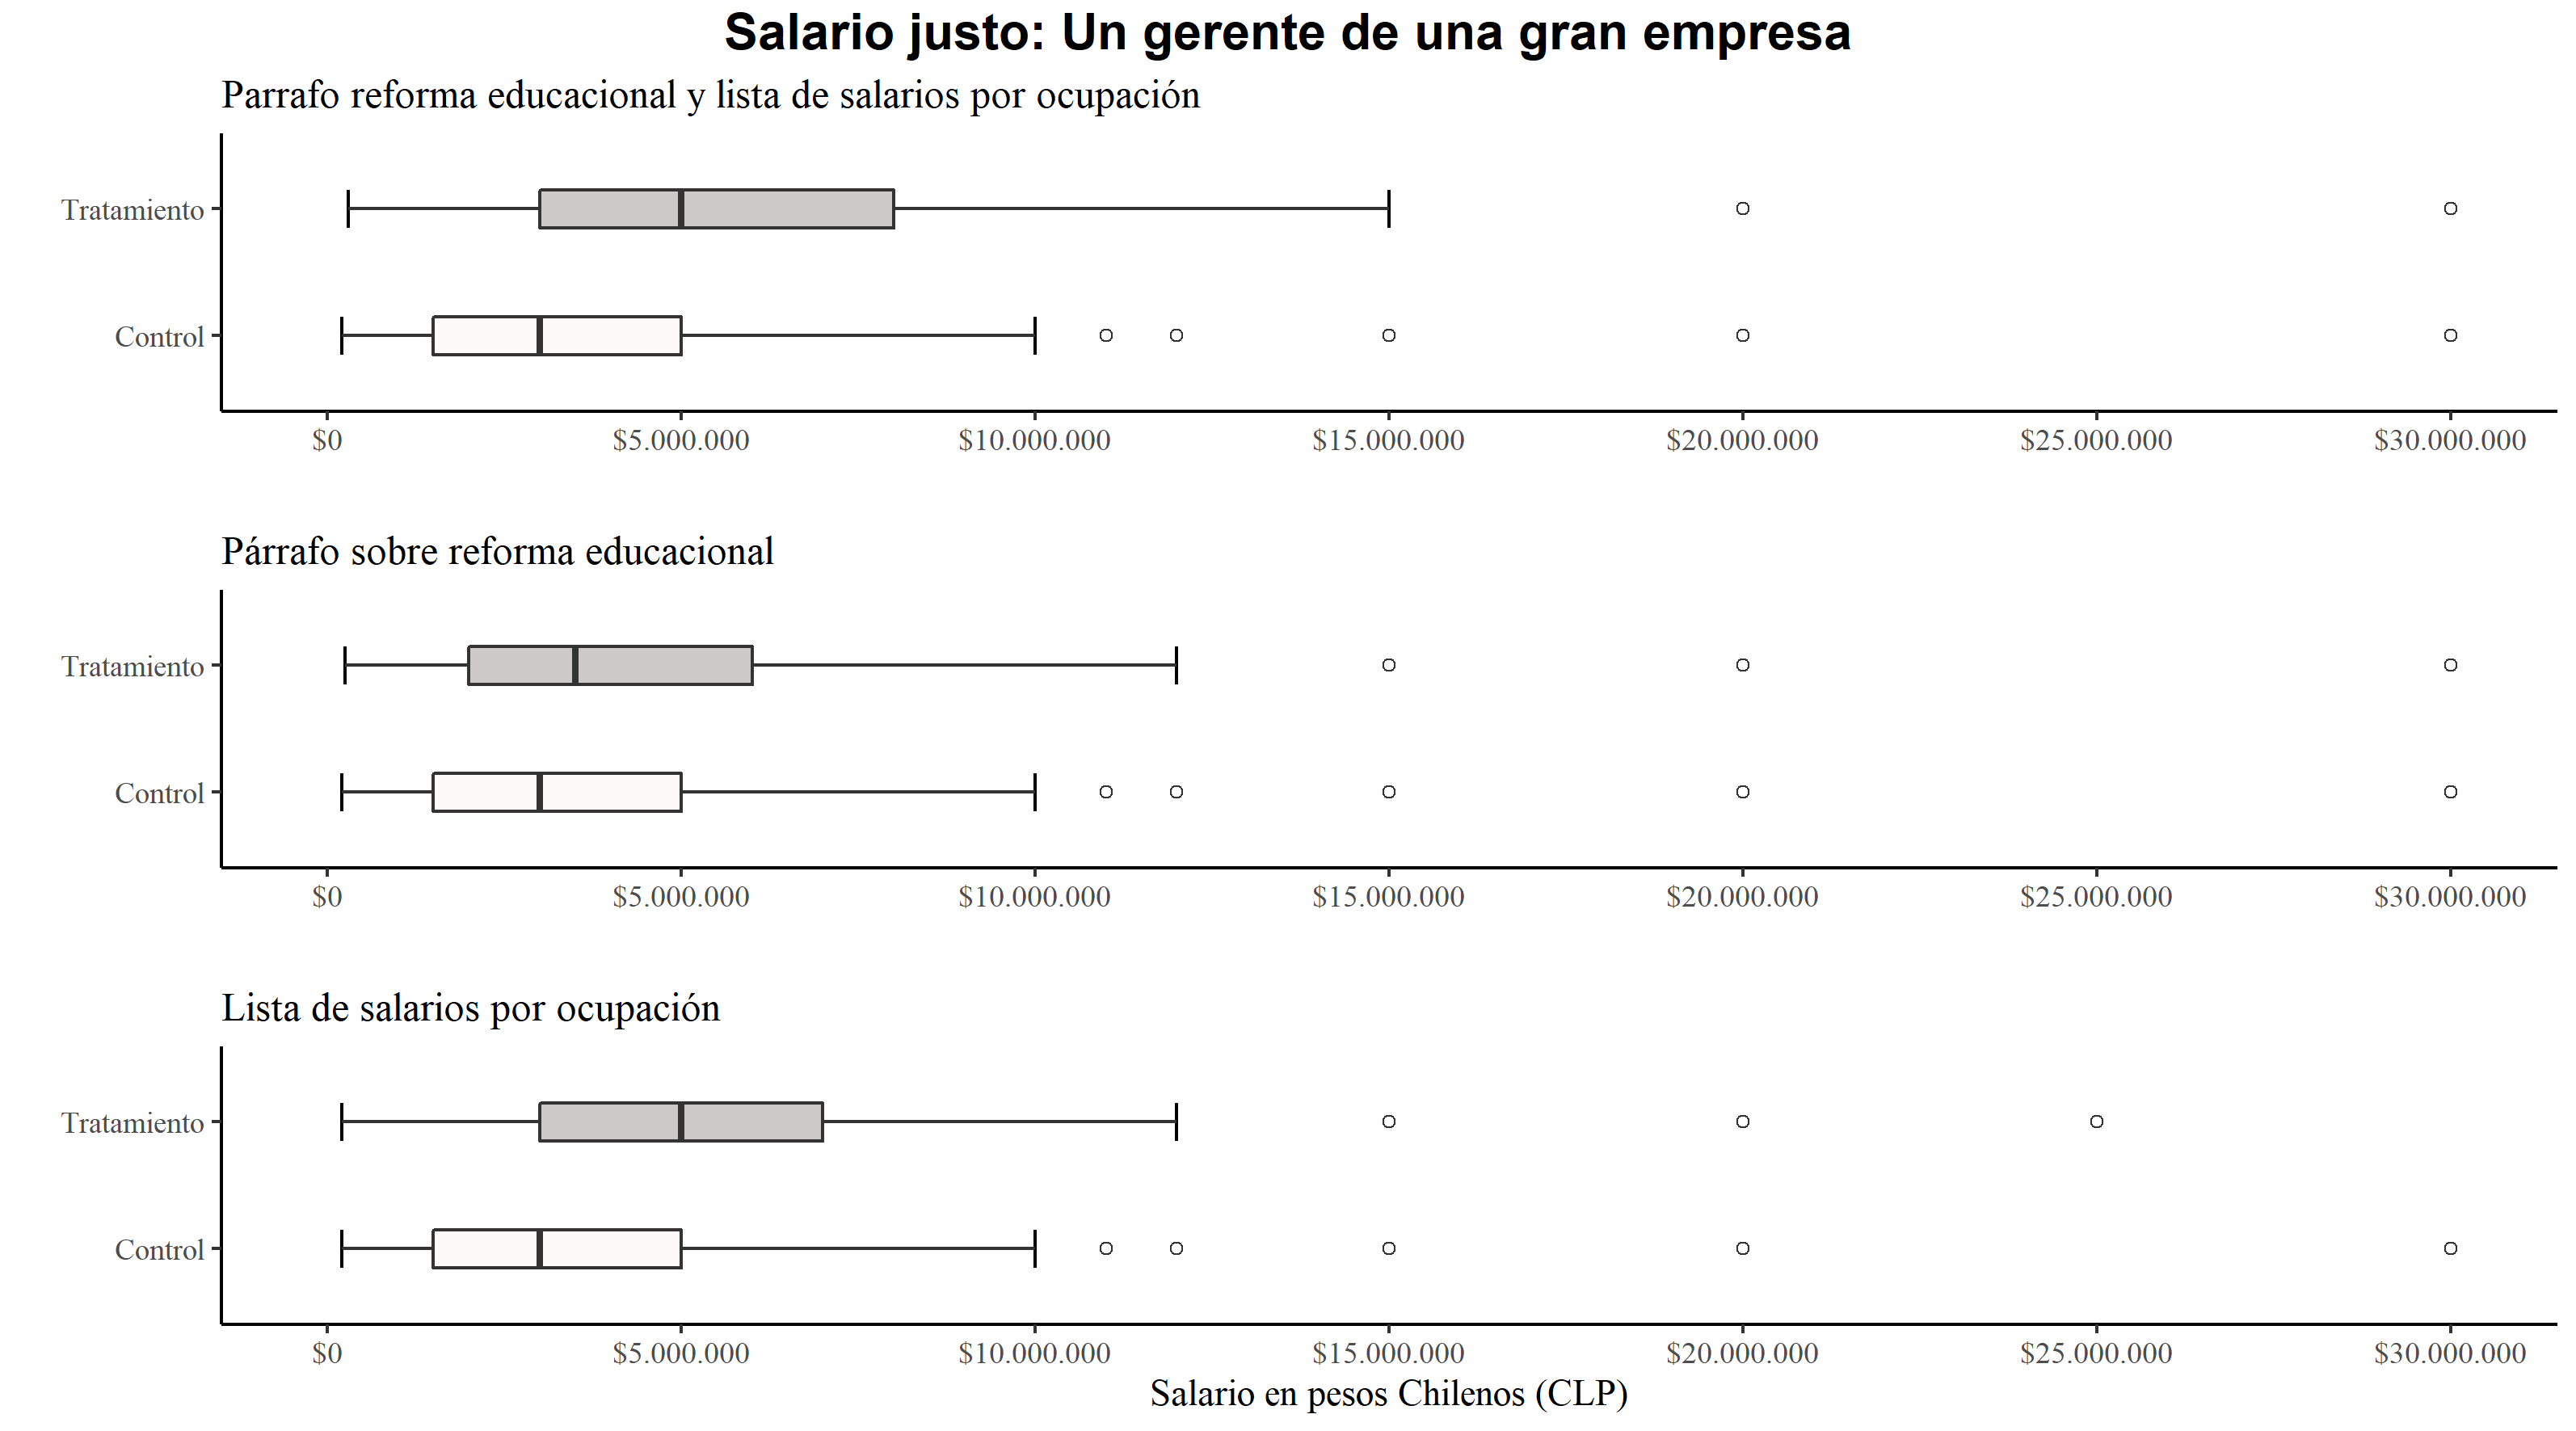 Salario justo: Un gerente de una gran empresa
Parrafo reforma educacional y lista de salarios por ocupación
Tratamiento
Control
$0 $5.000.000 $10.000.000 $15.000.000 $20.000.000 $25.000.000 $30.000.000
Párrafo sobre reforma educacional
Tratamiento
Control
$0 $5.000.000 $10.000.000 $15.000.000 $20.000.000 $25.000.000 $30.000.000
Lista de salarios por ocupación
Tratamiento
Control
$0 $5.000.000 $10.000.000 $15.000.000 $20.000.000 $25.000.000 $30.000.000
Salario en pesos Chilenos (CLP)